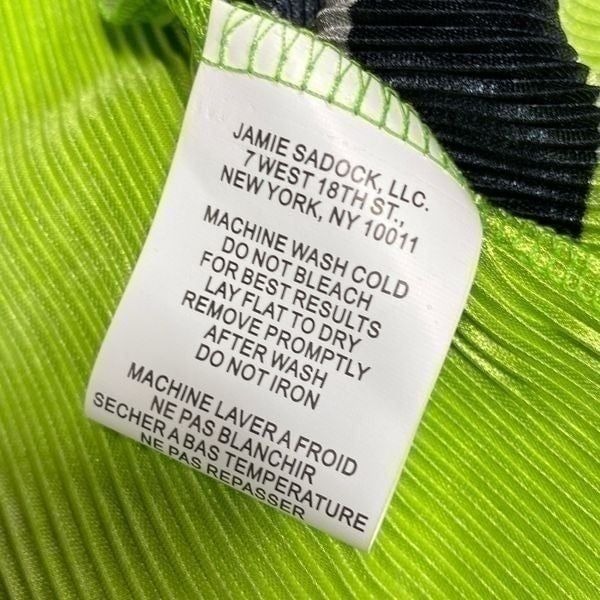 JAMIE SADOCK, LLC.
7 WEST 18TH ST.,
NEW YORK, NY 10011
MACHINE WASH COLD
DO NOT BLEACH
FOR BEST RESULTS
LAY FLAT TO DRY
REMOVE PROMPTLY
AFTER WASH
DO NOT IRON
MACHINE LAVER A FROID
NE PAS BLANCHIR
SECHER A BAS TEMPERATURE
NE PAS REPASSER